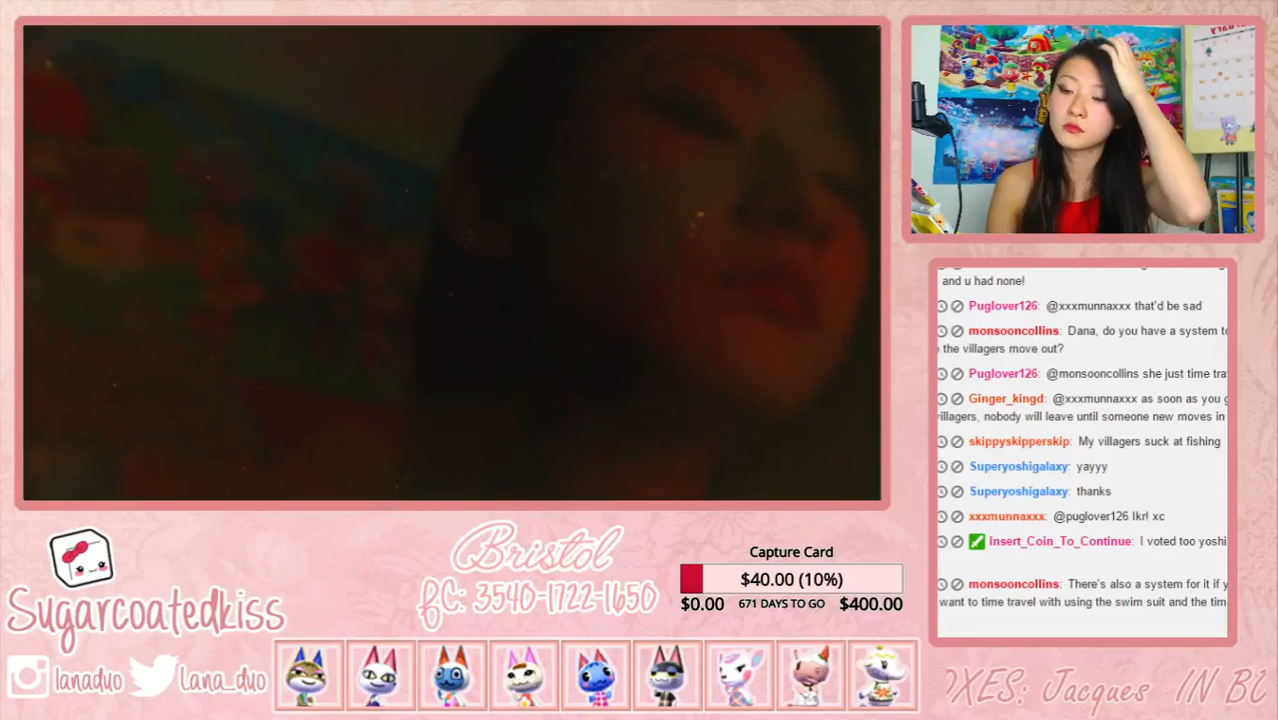 and u had none!
Puglover126: @xxxmunnaxxx that'd be sad
monsooncollins: Dana, do you have a system to
the villagers move out?
Puglover126: @monsooncollins she just time tra
Ginger_kingd: @xxxmunnaxxx as soon as you g
villagers, nobody will leave until someone new moves in
skippyskipperskip: My villagers suck at fishing
Superyoshigalaxy: yayyy
Superyoshigalaxy: thanks
xxxmunnaxxx: @puglover126 Ikr! xc
Insert_Coin_To_Continue: I voted too yoshi
monsooncollins: There's also a system for it if y
want to time travel with using the swim suit and the tim
Bristol
fC: 3540-1722-1650
Capture Card
$40.00 (10%)
$0.00 671 DAYS TO GO $400.00
Sugarcoatedkiss
lanaduo Lana_duo
OXES: Jacques IN BO